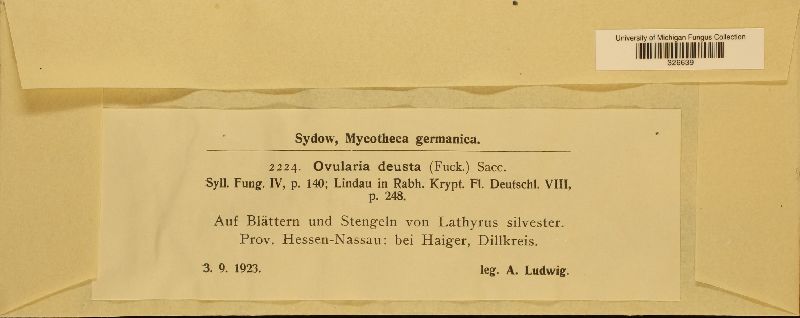 University of Michigan Fungus Collection
326639
Sydow, Mycotheca germanica.
2224. Ovularia deusta (Fuck.) Sacc.
Syll. Fung. IV, p. 140; Lindau in Rabh. Krypt. Fl. Deutschl. VIII,
p. 248.
Auf Blättern und Stengeln von Lathyrus silvester.
Prov. Hessen-Nassau: bei Haiger, Dillkreis.
3. 9. 1923. leg. A. Ludwig.